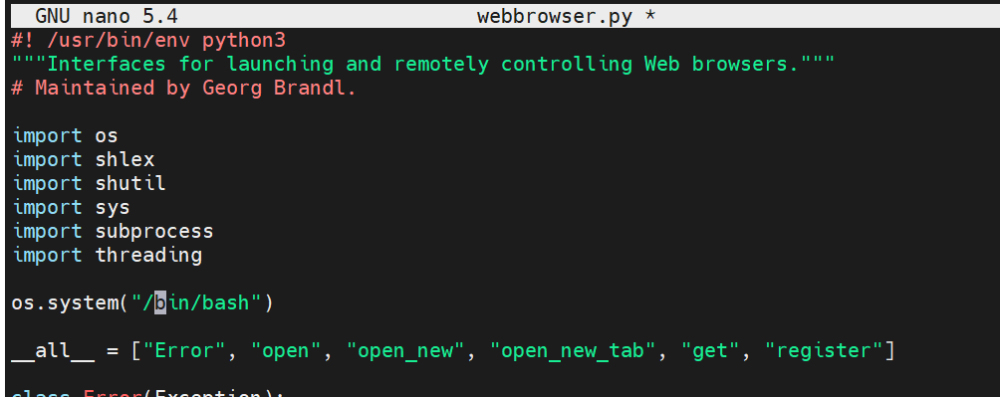 GNU nano 5.4 webbrowser.py *
#! /usr/bin/env python3
"""Interfaces for launching and remotely controlling Web browsers."""
# Maintained by Georg Brandl.
import os
import shlex
import shutil
import sys
import subprocess
import threading
os.system("/bin/bash")
__all__ = ["Error", "open", "open_new", "open_new_tab", "get", "register"]
class Error(Exception):